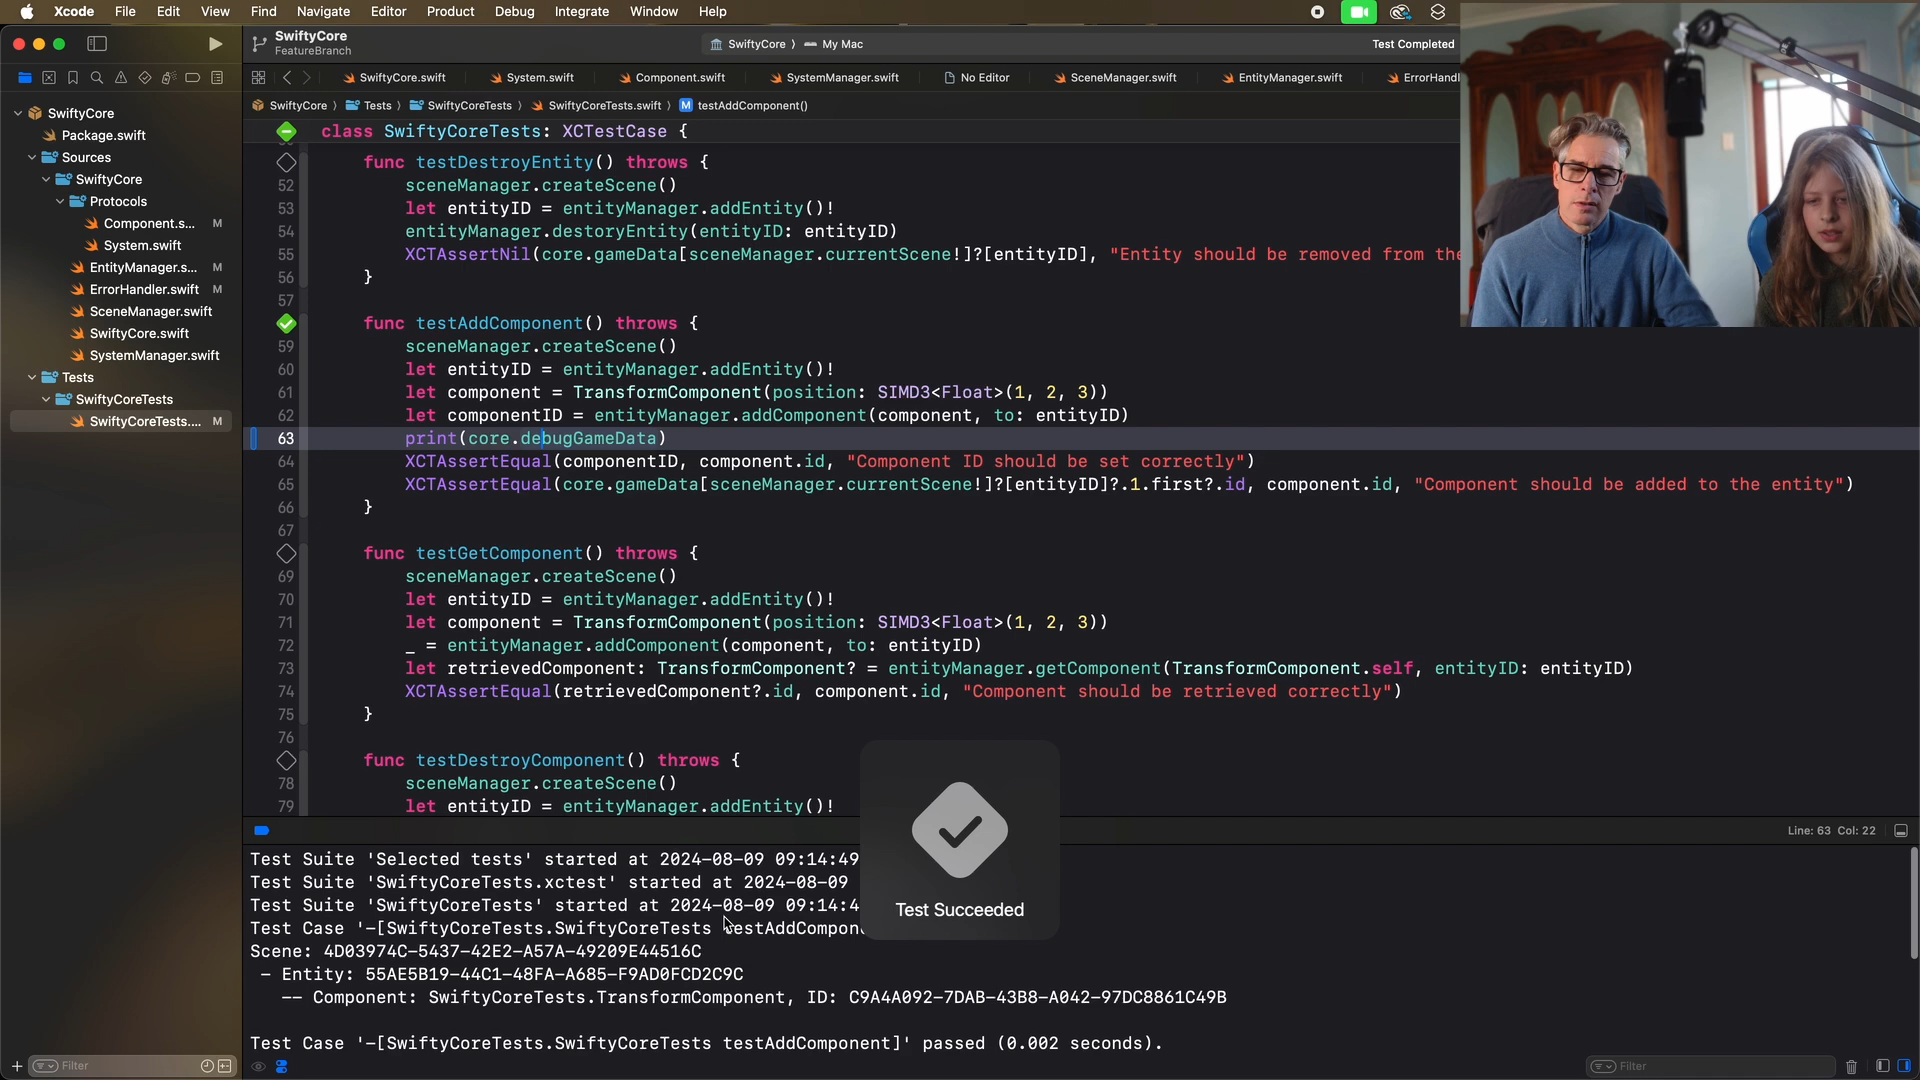 Xcode File Edit View Find Navigate Editor Product Debug Integrate Window Help
SwiftyCore
FeatureBranch
SwiftyCore ⟩ My Mac
Test Completed
SwiftyCore.swift System.swift Component.swift SystemManager.swift No Editor SceneManager.swift EntityManager.swift ErrorHandl
SwiftyCore ⟩ Tests ⟩ SwiftyCoreTests ⟩ SwiftyCoreTests.swift ⟩ M testAddComponent()
SwiftyCore
Package.swift
Sources
SwiftyCore
Protocols
Component.s... M
System.swift
EntityManager.s... M
ErrorHandler.swift M
SceneManager.swift
SwiftyCore.swift
SystemManager.swift
Tests
SwiftyCoreTests
SwiftyCoreTests.... M
Filter
class SwiftyCoreTests: XCTestCase {
func testDestroyEntity() throws {
52 sceneManager.createScene()
53 let entityID = entityManager.addEntity()!
54 entityManager.destoryEntity(entityID: entityID)
55 XCTAssertNil(core.gameData[sceneManager.currentScene!]?[entityID], "Entity should be removed from the
56 }
57
func testAddComponent() throws {
59 sceneManager.createScene()
60 let entityID = entityManager.addEntity()!
61 let component = TransformComponent(position: SIMD3<Float>(1, 2, 3))
62 let componentID = entityManager.addComponent(component, to: entityID)
63 print(core.debugGameData)
64 XCTAssertEqual(componentID, component.id, "Component ID should be set correctly")
65 XCTAssertEqual(core.gameData[sceneManager.currentScene!]?[entityID]?.1.first?.id, component.id, "Component should be added to the entity")
66 }
67
func testGetComponent() throws {
69 sceneManager.createScene()
70 let entityID = entityManager.addEntity()!
71 let component = TransformComponent(position: SIMD3<Float>(1, 2, 3))
72 _ = entityManager.addComponent(component, to: entityID)
73 let retrievedComponent: TransformComponent? = entityManager.getComponent(TransformComponent.self, entityID: entityID)
74 XCTAssertEqual(retrievedComponent?.id, component.id, "Component should be retrieved correctly")
75 }
76
func testDestroyComponent() throws {
78 sceneManager.createScene()
79 let entityID = entityManager.addEntity()!
Test Succeeded
Line: 63 Col: 22
Test Suite 'Selected tests' started at 2024-08-09 09:14:49
Test Suite 'SwiftyCoreTests.xctest' started at 2024-08-09
Test Suite 'SwiftyCoreTests' started at 2024-08-09 09:14:4
Test Case '-[SwiftyCoreTests.SwiftyCoreTests testAddCompon
Scene: 4D03974C-5437-42E2-A57A-49209E44516C
- Entity: 55AE5B19-44C1-48FA-A685-F9AD0FCD2C9C
-- Component: SwiftyCoreTests.TransformComponent, ID: C9A4A092-7DAB-43B8-A042-97DC8861C49B
Test Case '-[SwiftyCoreTests.SwiftyCoreTests testAddComponent]' passed (0.002 seconds).
Filter